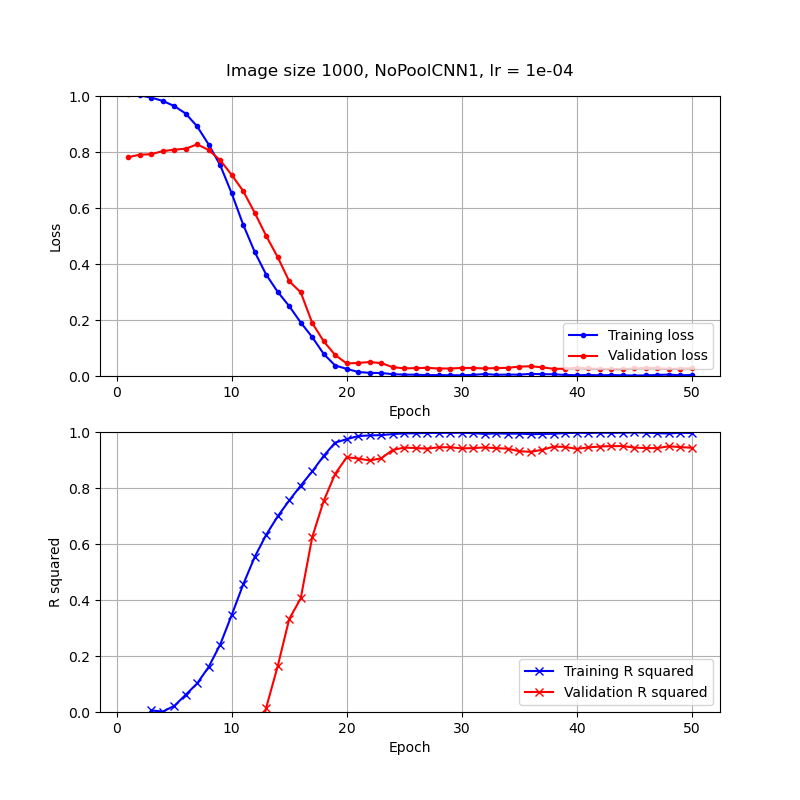 Image size 1000, NoPoolCNN1, lr = 1e-04
1.0
0.8
0.6
0.4
0.2
0.0
Loss
0 10 20 30 40 50
Epoch
Training loss
Validation loss
1.0
0.8
0.6
0.4
0.2
0.0
R squared
0 10 20 30 40 50
Epoch
Training R squared
Validation R squared